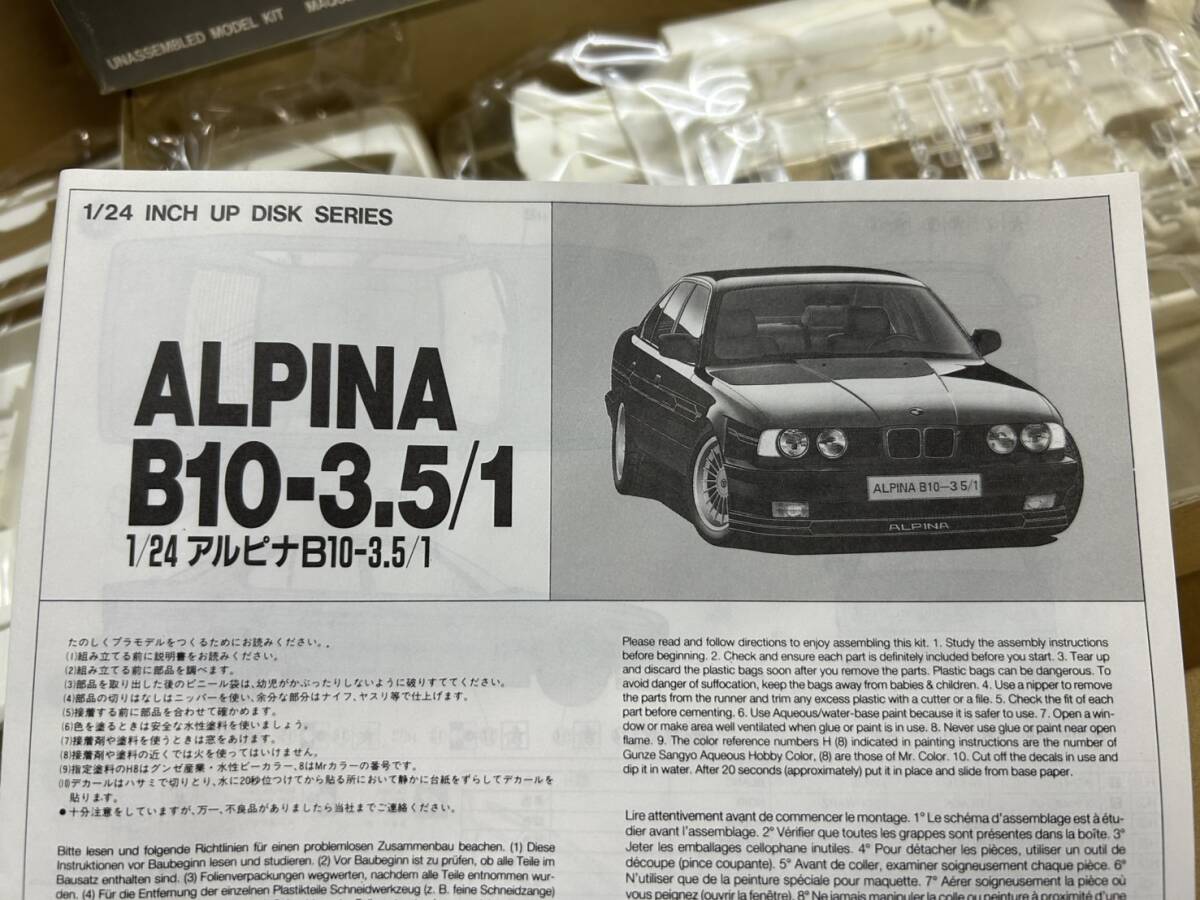 UNASSEMBLED MODEL KIT
1/24 INCH UP DISK SERIES
ALPINA
B10-3.5/1
1/24 アルピナB10-3.5/1
ALPINA B10-3 5/1
ALPINA
たのしくプラモデルをつくるためにお読みください。.
(1)組み立てる前に説明書をお読みください。
(2)組み立てる前に部品を調べます。
(3)部品を取り出した後のビニール袋は、幼児がかぶったりしないように破りすててください。
(4)部品の切りはなしはニッパーを使い、余分な部分はナイフ、ヤスリ等で仕上げます。
(5)接着する前に部品を合わせて確かめます。
(6)色を塗るときは安全な水性塗料を使いましょう。
(7)接着剤や塗料を使うときは窓をあけます。
(8)接着剤や塗料の近くでは火を使ってはいけません。
(9)指定塗料のH8はグンゼ産業・水性ビーカラー、8はMrカラーの番号です。
(10)デカールはハサミで切りとり、水に20秒位つけてから貼る所において静かに台紙をずらしてデカールを
貼ります。
●十分注意をしていますが、万一、不良品がありましたら当社までご連絡ください。
Please read and follow directions to enjoy assembling this kit. 1. Study the assembly instructions
before beginning. 2. Check and ensure each part is definitely included before you start. 3. Tear up
and discard the plastic bags soon after you remove the parts. Plastic bags can be dangerous. To
avoid danger of suffocation, keep the bags away from babies & children. 4. Use a nipper to remove
the parts from the runner and trim any excess plastic with a cutter or a file. 5. Check the fit of each
part before cementing. 6. Use Aqueous/water-base paint because it is safer to use. 7. Open a win-
dow or make area well ventilated when glue or paint is in use. 8. Never use glue or paint near open
flame. 9. The color reference numbers H (8) indicated in painting instructions are the number of
Gunze Sangyo Aqueous Hobby Color, (8) are those of Mr. Color. 10. Cut off the decals in use and
dip it in water. After 20 seconds (approximately) put it in place and slide from base paper.
Bitte lesen und folgende Richtlinien für einen problemlosen Zusammenbau beachen. (1) Diese
Instruktionen vor Baubeginn lesen und studieren. (2) Vor Baubeginn ist zu prüfen, ob alle Teile im
Bausatz enthalten sind. (3) Folienverpackungen wegwerten, nachdem alle Teile entnommen wur-
den. (4) Für die Entfernung der einzelnen Plastikteile Schneidwerkzeug (z. B. feine Schneidzange)
Lire attentivement avant de commencer le montage. 1° Le schéma d'assemblage est à étu-
dier avant l'assemblage. 2° Vérifier que toutes les grappes sont présentes dans la boîte. 3°
Jeter les emballages cellophane inutiles. 4° Pour détacher les pièces, utiliser un outil de
découpe (pince coupante). 5° Avant de coller, examiner soigneusement chaque pièce. 6°
N'utiliser que de la peinture spéciale pour maquette. 7° Aérer soigneusement la pièce où
vous peignez (ouvrir la fenêtre). 8° Ne jamais manipuler la colle ou peinture à proximité d'une